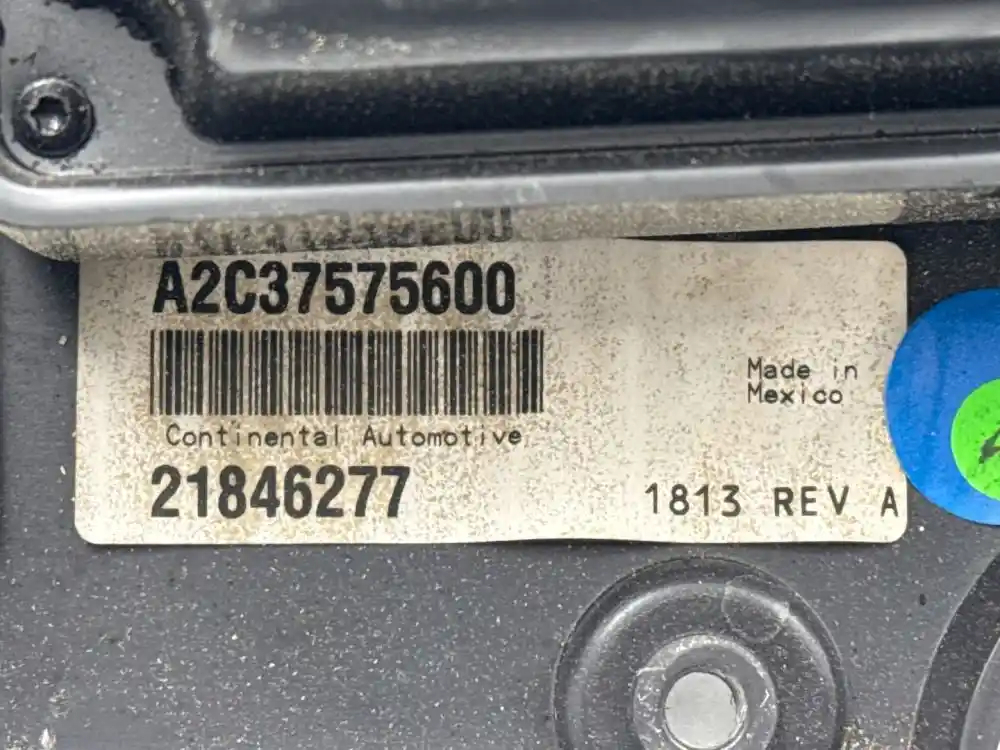 A2C37575600
Continental Automotive
Made in
Mexico
21846277
1813 REV A